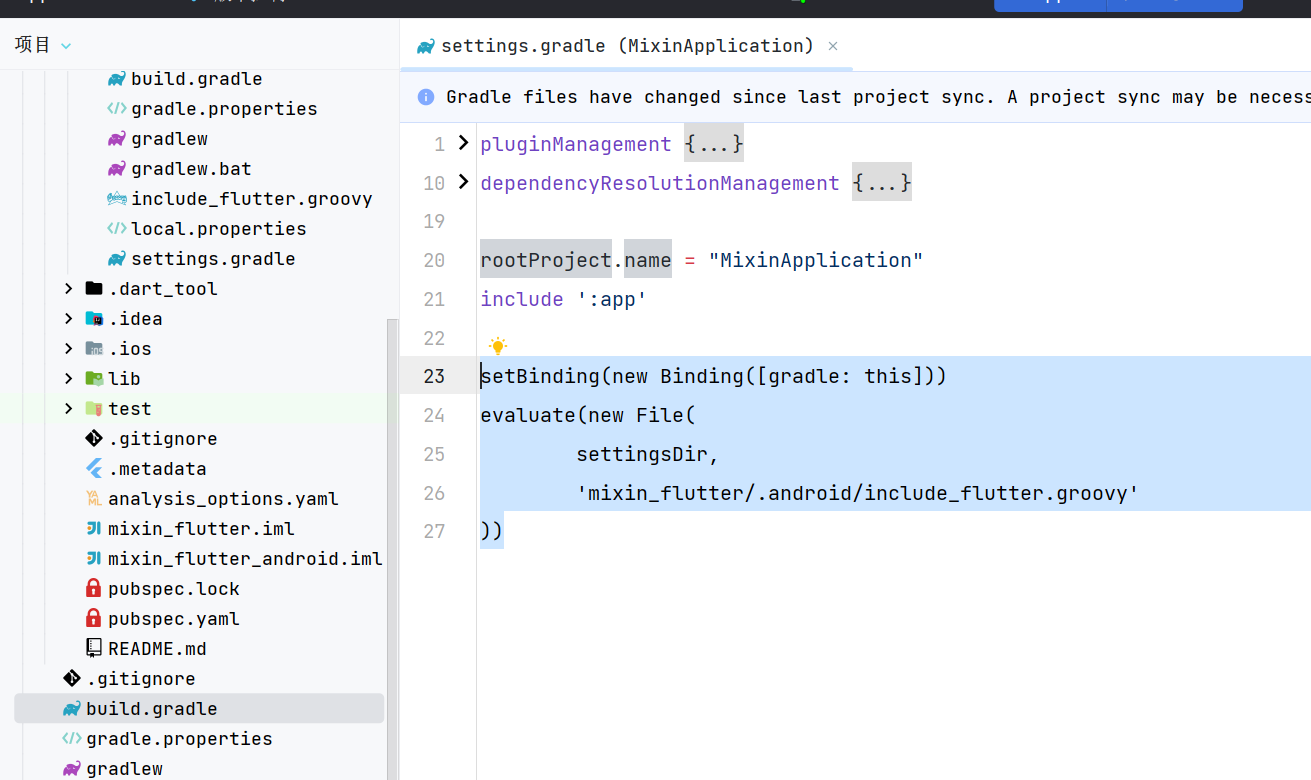 项目
build.gradle
gradle.properties
gradlew
gradlew.bat
include_flutter.groovy
local.properties
settings.gradle
.dart_tool
.idea
.ios
lib
test
.gitignore
.metadata
analysis_options.yaml
mixin_flutter.iml
mixin_flutter_android.iml
pubspec.lock
pubspec.yaml
README.md
.gitignore
build.gradle
gradle.properties
gradlew
settings.gradle (MixinApplication)
Gradle files have changed since last project sync. A project sync may be necess
1 pluginManagement {...}
10 dependencyResolutionManagement {...}
19
20 rootProject.name = "MixinApplication"
21 include ':app'
22
23 setBinding(new Binding([gradle: this]))
24 evaluate(new File(
25 settingsDir,
26 'mixin_flutter/.android/include_flutter.groovy'
27 ))